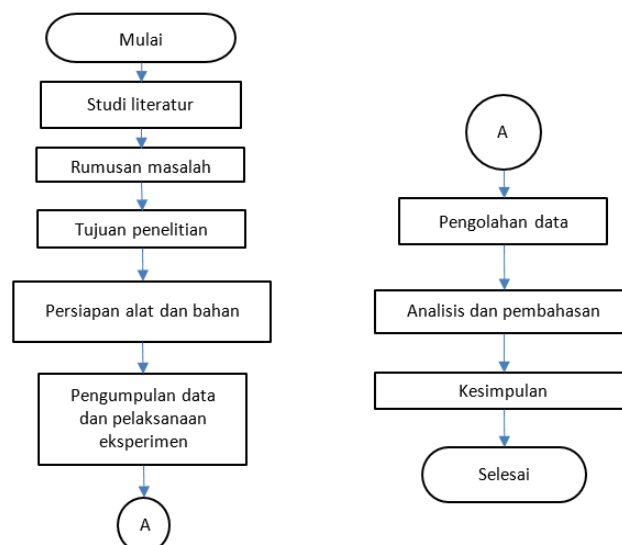 Mulai
Studi literatur
Rumusan masalah
Tujuan penelitian
Persiapan alat dan bahan
Pengumpulan data
dan pelaksanaan
eksperimen
A
A
Pengolahan data
Analisis dan pembahasan
Kesimpulan
Selesai